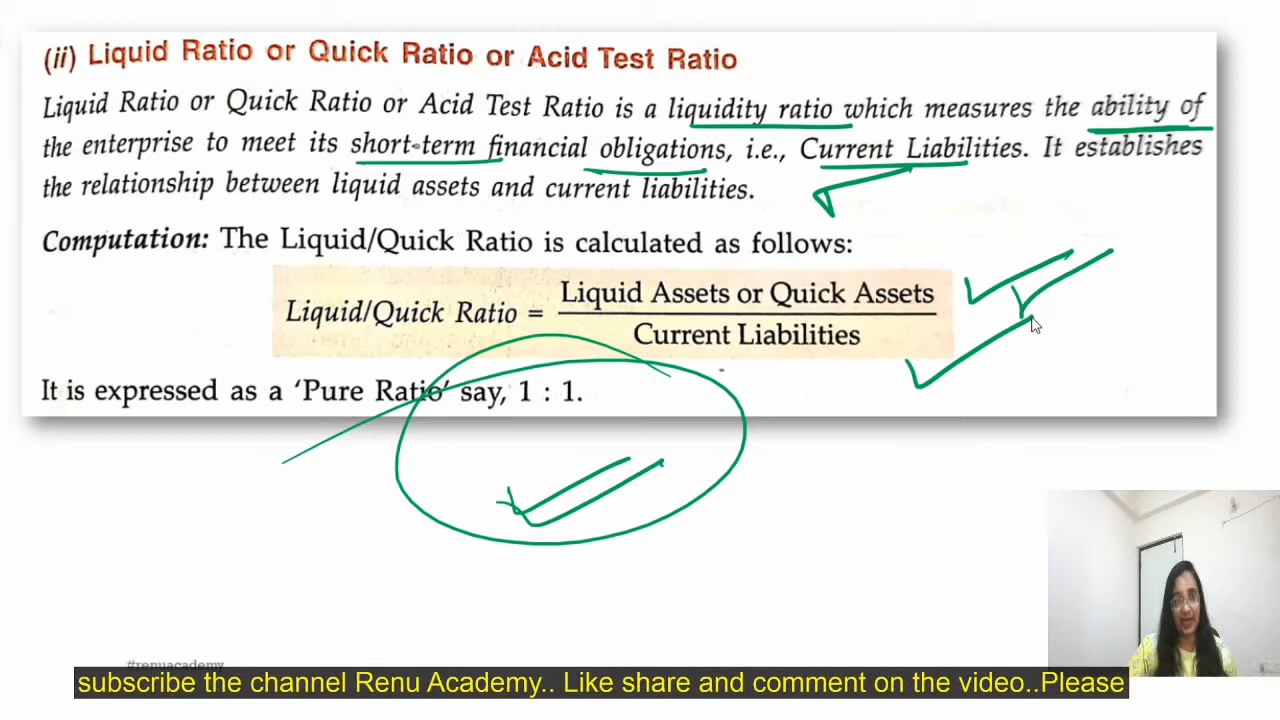 (ii) Liquid Ratio or Quick Ratio or Acid Test Ratio
Liquid Ratio or Quick Ratio or Acid Test Ratio is a liquidity ratio which measures the ability of
the enterprise to meet its short-term financial obligations, i.e., Current Liabilities. It establishes
the relationship between liquid assets and current liabilities.
Computation: The Liquid/Quick Ratio is calculated as follows:
Liquid/Quick Ratio = Liquid Assets or Quick Assets
Current Liabilities
It is expressed as a 'Pure Ratio' say, 1 : 1.
#renuacademy
subscribe the channel Renu Academy.. Like share and comment on the video..Please